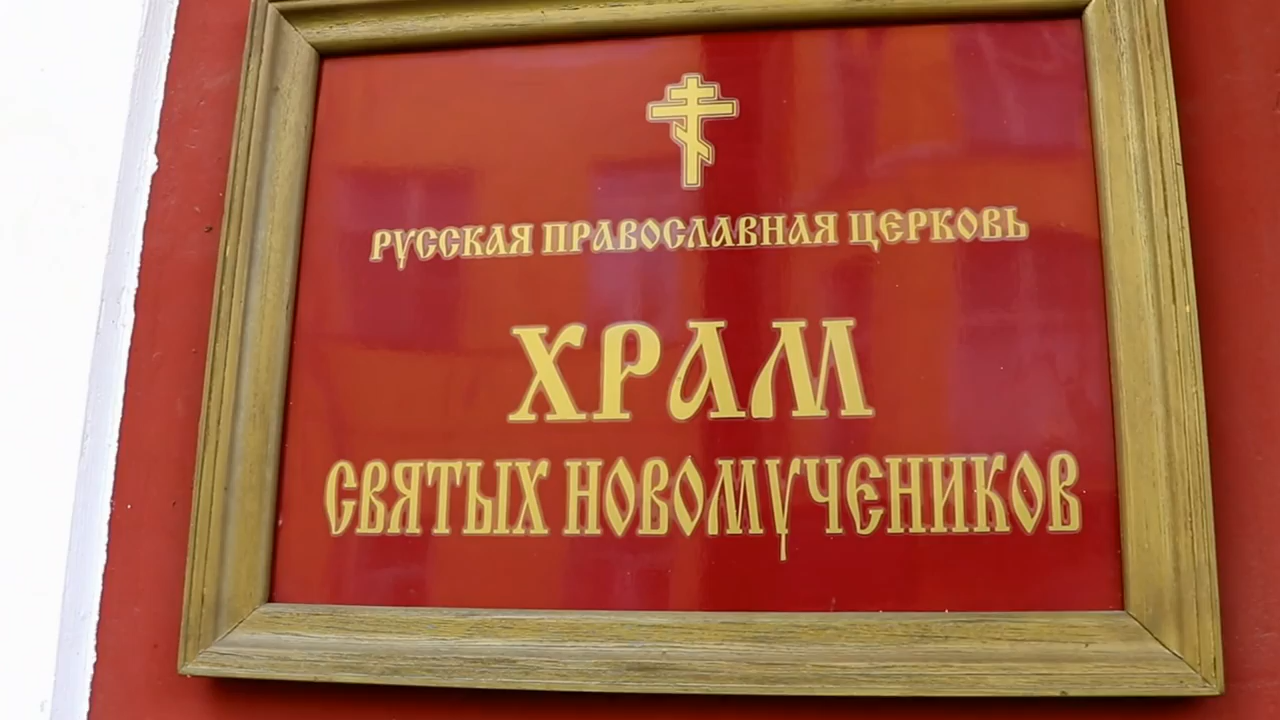 РУССКАЯ ПРАВОСЛАВНАЯ ЦЕРКОВЬ
ХРАМ
СВЯТЫХ НОВОМУЧЕНИКОВ